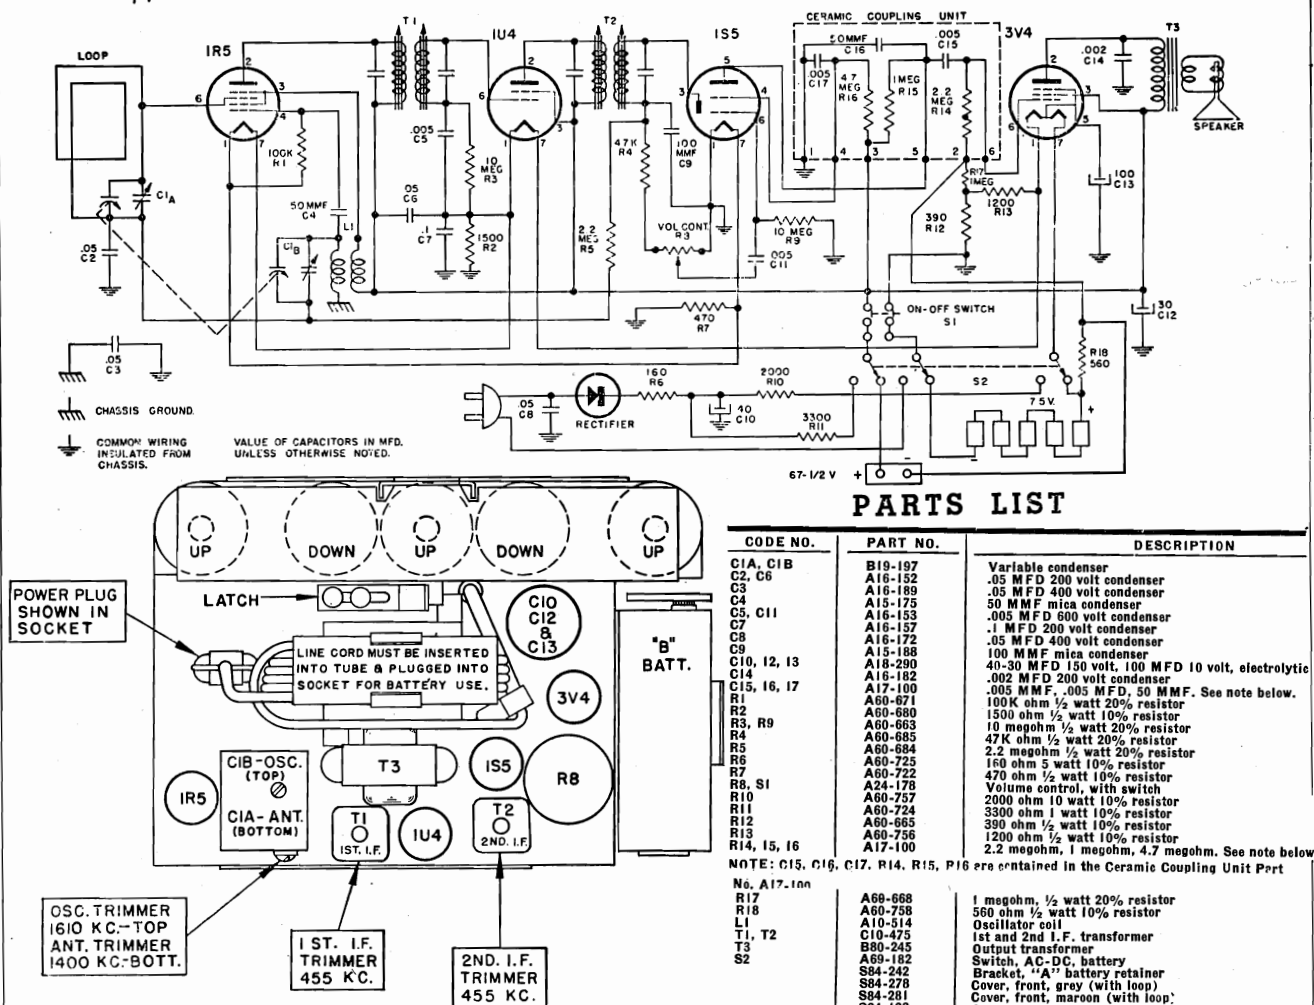 CERAMIC COUPLING UNIT
T1
T2
T3
LOOP
1R5
1U4
1S5
3V4
50MMF
C16
.005
C15
.005
C17
4.7
MEG
R16
1MEG
R15
2.2
MEG
R14
.002
C14
SPEAKER
100K
R1
.005
C5
10
MEG
R3
47K
R4
100
MMF
C9
R17
1MEG
1200
R13
100
C13
C1A
50MMF
C4
L1
.05
C6
.1
C7
1500
R2
2.2
MEG
R5
VOL CONT.
10 MEG
R9
.005
C11
390
R12
.05
C2
C1B
470
R7
ON-OFF SWITCH
S1
30
C12
.05
C3
R18
560
160
R6
2000
R10
S2
7.5 V.
.05
C8
RECTIFIER
40
C10
3300
R11
CHASSIS GROUND.
COMMON WIRING
INSULATED FROM
CHASSIS.
VALUE OF CAPACITORS IN MFD.
UNLESS OTHERWISE NOTED.
67-1/2 V + -
UP DOWN UP DOWN UP
POWER PLUG
SHOWN IN
SOCKET
LATCH
C10
C12
&
C13
LINE CORD MUST BE INSERTED
INTO TUBE & PLUGGED INTO
SOCKET FOR BATTERY USE.
"B"
BATT.
3V4
C1B-OSC.
(TOP)
C1A-ANT.
(BOTTOM)
T3
1S5
R8
1R5
T1
1ST. I.F.
1U4
T2
2ND. I.F.
OSC. TRIMMER
1610 KC.-TOP
ANT. TRIMMER
1400 KC.-BOTT.
1 ST. I.F.
TRIMMER
455 KC.
2ND. I.F.
TRIMMER
455 KC.
PARTS LIST
CODE NO. PART NO. DESCRIPTION
C1A, C1B B19-197 Variable condenser
C2, C6 A16-152 .05 MFD 200 volt condenser
C3 A16-189 .05 MFD 400 volt condenser
C4 A15-175 50 MMF mica condenser
C5, C11 A16-153 .005 MFD 600 volt condenser
C7 A16-157 .1 MFD 200 volt condenser
C8 A16-172 .05 MFD 400 volt condenser
C9 A15-188 100 MMF mica condenser
C10, 12, 13 A18-290 40-30 MFD 150 volt, 100 MFD 10 volt, electrolytic
C14 A16-182 .002 MFD 200 volt condenser
C15, 16, 17 A17-100 .005 MMF, .005 MFD, 50 MMF. See note below.
R1 A60-671 100K ohm ½ watt 20% resistor
R2 A60-680 1500 ohm ½ watt 10% resistor
R3, R9 A60-663 10 megohm ½ watt 20% resistor
R4 A60-685 47K ohm ½ watt 20% resistor
R5 A60-684 2.2 megohm ½ watt 20% resistor
R6 A60-725 160 ohm 5 watt 10% resistor
R7 A60-722 470 ohm ½ watt 10% resistor
R8, S1 A24-178 Volume control, with switch
R10 A60-757 2000 ohm 10 watt 10% resistor
R11 A60-724 3300 ohm 1 watt 10% resistor
R12 A60-665 390 ohm ½ watt 10% resistor
R13 A60-756 1200 ohm ½ watt 10% resistor
R14, 15, 16 A17-100 2.2 megohm, 1 megohm, 4.7 megohm. See note below
NOTE: C15, C16, C17, R14, R15, R16 are contained in the Ceramic Coupling Unit Part
No. A17-100
R17 A60-668 1 megohm, ½ watt 20% resistor
R18 A60-758 560 ohm ½ watt 10% resistor
L1 A10-514 Oscillator coil
T1, T2 C10-475 1st and 2nd I.F. transformer
T3 B80-245 Output transformer
S2 A69-182 Switch, AC-DC, battery
S84-242 Bracket, "A" battery retainer
S84-278 Cover, front, grey (with loop)
S84-281 Cover, front, maroon (with loop)